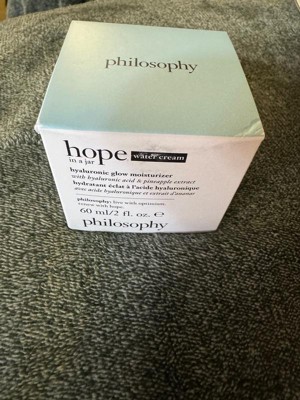 philosophy
hope
in a jar
water cream
hyaluronic glow moisturizer
with hyaluronic acid & pineapple extract
hydratant éclat à l'acide hyaluronique
avec acide hyaluronique et extrait d'ananas
philosophy: live with optimism.
renew with hope.
60 ml/2 fl. oz. ℮
philosophy